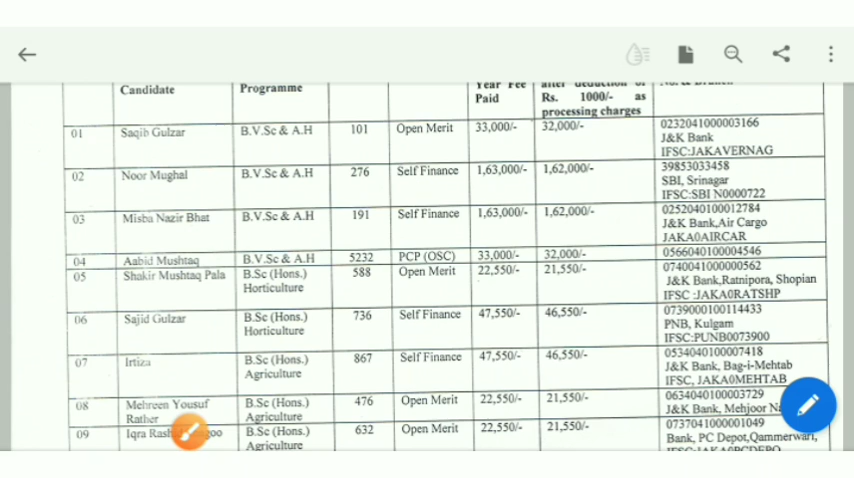 Candidate Programme Year Fee Paid after deduction of Rs. 1000/- as processing charges
01 Saqib Gulzar B.V.Sc & A.H 101 Open Merit 33,000/- 32,000/- 0232041000003166
J&K Bank
IFSC:JAKAVERNAG
02 Noor Mughal B.V.Sc & A.H 276 Self Finance 1,63,000/- 1,62,000/- 39853033458
SBI, Srinagar
IFSC:SBI N0000722
03 Misba Nazir Bhat B.V.Sc & A.H 191 Self Finance 1,63,000/- 1,62,000/- 0252040100012784
J&K Bank,Air Cargo
JAKA0AIRCAR
04 Aabid Mushtaq B.V.Sc & A.H 5232 PCP (OSC) 33,000/- 32,000/- 0566040100004546
05 Shakir Mushtaq Pala B.Sc (Hons.) 588 Open Merit 22,550/- 21,550/- 0740041000000562
Horticulture J&K Bank,Ratnipora, Shopian
IFSC :JAKA0RATSHP
06 Sajid Gulzar B.Sc (Hons.) 736 Self Finance 47,550/- 46,550/- 0739000100114433
Horticulture PNB, Kulgam
IFSC:PUNB0073900
07 Irtiza B.Sc (Hons.) 867 Self Finance 47,550/- 46,550/- 0534040100007418
Agriculture J&K Bank, Bag-i-Mehtab
IFSC, JAKA0MEHTAB
08 Mehreen Yousuf B.Sc (Hons.) 476 Open Merit 22,550/- 21,550/- 0634040100003729
Rather Agriculture J&K Bank, Mehjoor
09 Iqra B.Sc (Hons.) 632 Open Merit 22,550/- 21,550/- 0737041000001049
Agriculture Bank, PC Depot,Qammerwari,